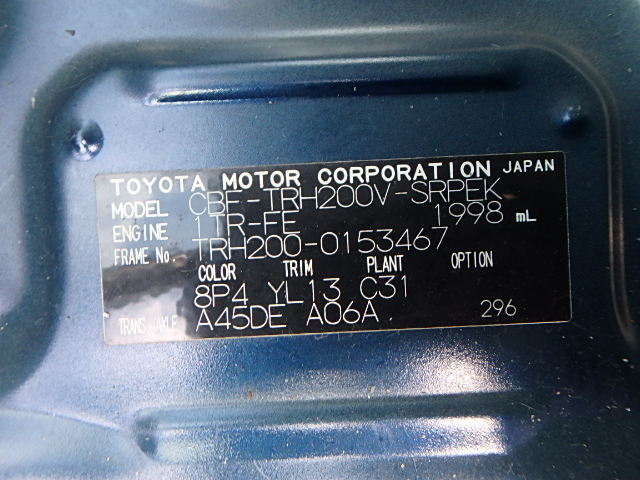 TOYOTA MOTOR CORPORATION JAPAN
MODEL CBF-TRH200V-SRPEK
ENGINE 1TR-FE 1998 mL
FRAME No. TRH200-0153467
COLOR TRIM PLANT OPTION
8P4 YL13 C31
TRANS./AXLE A45DE A06A 296